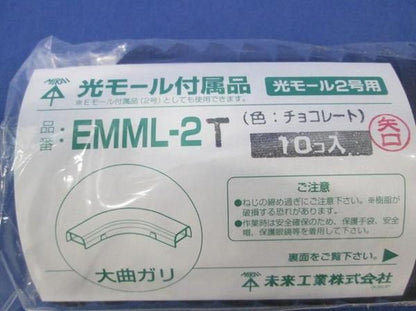 MIRAI
光モール付属品
光モール2号用
※Eモール付属品(2号)としても使用できます。
品番:EMML-2T
(色:チョコレート)
10コ入
矢口
ご注意
●ねじの締め過ぎにご注意下さい。※樹脂が
破損する恐れがあります。
●作業時は安全確保のため、保護手袋、安全
帽、保護眼鏡等を着用して下さい。
裏面をご覧下さい。
大曲ガリ
MIRAI
未来工業株式会社